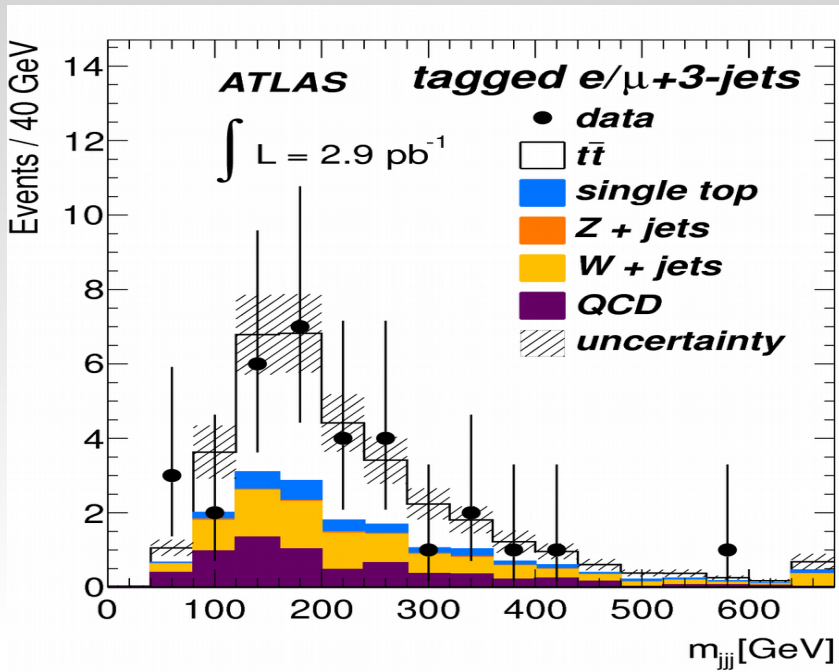 ATLAS
tagged e/μ+3-jets
∫ L = 2.9 pb⁻¹
data
tt̄
single top
Z + jets
W + jets
QCD
uncertainty
Events / 40 GeV
14
12
10
8
6
4
2
0
0 100 200 300 400 500 600
m_jjj [GeV]